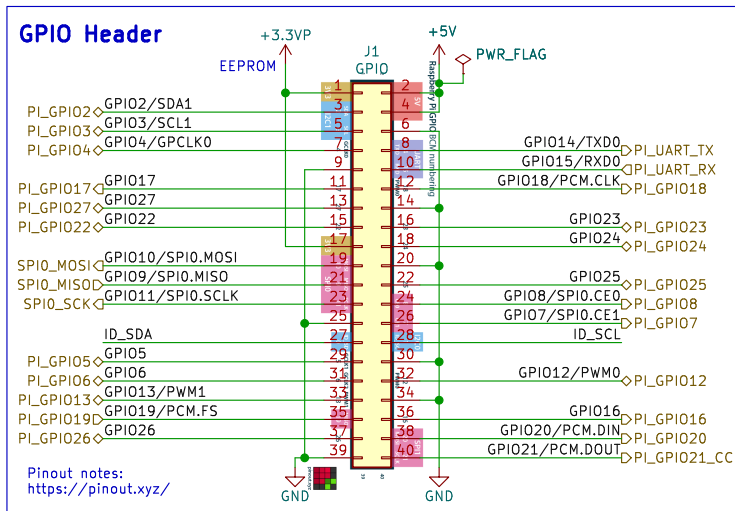 GPIO Header
+3.3VP
EEPROM
J1
GPIO
+5V
PWR_FLAG
Raspberry Pi GPIO BCM numbering
1 2
3 4
5 6
7 8
9 10
11 12
13 14
15 16
17 18
19 20
21 22
23 24
25 26
27 28
29 30
31 32
33 34
35 36
37 38
39 40
PI_GPIO2 GPIO2/SDA1
PI_GPIO3 GPIO3/SCL1
PI_GPIO4 GPIO4/GPCLK0
PI_GPIO17 GPIO17
PI_GPIO27 GPIO27
PI_GPIO22 GPIO22
SPI0_MOSI GPIO10/SPI0.MOSI
SPI0_MISO GPIO9/SPI0.MISO
SPI0_SCK GPIO11/SPI0.SCLK
ID_SDA
PI_GPIO5 GPIO5
PI_GPIO6 GPIO6
PI_GPIO13 GPIO13/PWM1
PI_GPIO19 GPIO19/PCM.FS
PI_GPIO26 GPIO26
GPIO14/TXD0 PI_UART_TX
GPIO15/RXD0 PI_UART_RX
GPIO18/PCM.CLK PI_GPIO18
GPIO23 PI_GPIO23
GPIO24 PI_GPIO24
GPIO25 PI_GPIO25
GPIO8/SPI0.CE0 PI_GPIO8
GPIO7/SPI0.CE1 PI_GPIO7
ID_SCL
GPIO12/PWM0 PI_GPIO12
GPIO16 PI_GPIO16
GPIO20/PCM.DIN PI_GPIO20
GPIO21/PCM.DOUT PI_GPIO21_CC
Pinout notes:
https://pinout.xyz/
GND
GND